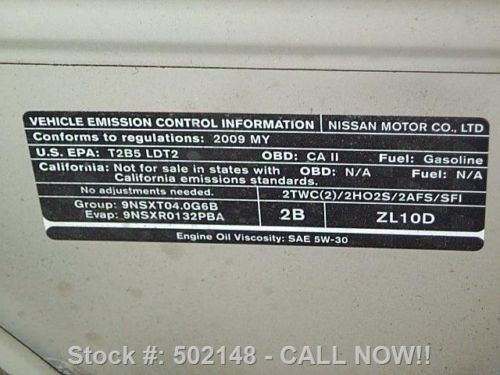 VEHICLE EMISSION CONTROL INFORMATION NISSAN MOTOR CO., LTD
Conforms to regulations: 2009 MY
U.S. EPA: T2B5 LDT2 OBD: CA II Fuel: Gasoline
California: Not for sale in states with California emissions standards. OBD: N/A Fuel: N/A
No adjustments needed. 2TWC(2)/2HO2S/2AFS/SFI
Group: 9NSXT04.0G6B
Evap: 9NSXR0132PBA 2B ZL10D
Engine Oil Viscosity: SAE 5W-30
Stock #: 502148 - CALL NOW!!